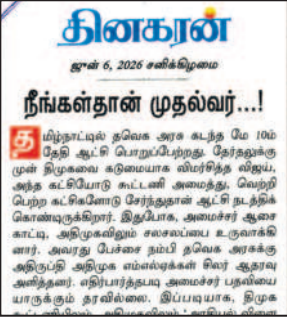 தினகரன்
ஜூன் 6, 2026 சனிக்கிழமை
நீங்கள்தான் முதல்வர்...!
தமிழ்நாட்டில் தவெக அரசு கடந்த மே 10ம்
தேதி ஆட்சி பொறுப்பேற்றது. தேர்தலுக்கு
முன் திமுகவை கடுமையாக விமர்சித்த விஜய்,
அந்த கட்சியோடு கூட்டணி அமைத்து, வெற்றி
பெற்ற கட்சிகளோடு சேர்ந்துதான் ஆட்சி நடத்திக்
கொண்டிருக்கிறார். இதுபோக, அமைச்சர் ஆசை
காட்டி, அதிமுகவிலும் சலசலப்பை உருவாக்கி
னார். அவரது பேச்சை நம்பி தவெக அரசுக்கு
அதிருப்தி அதிமுக எம்எல்ஏக்கள் சிலர் ஆதரவு
அளித்தனர். எதிர்பார்த்தபடி அமைச்சர் பதவியை
யாருக்கும் தரவில்லை. இப்படியாக, திமுக